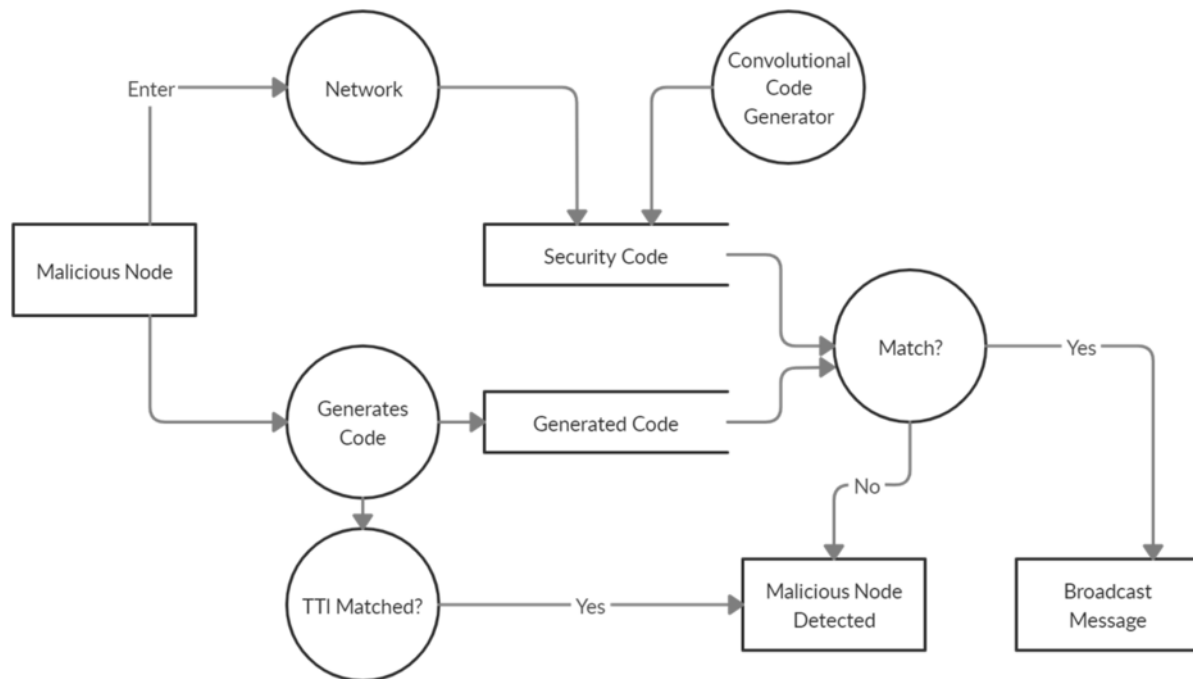 Convolutional
Code
Generator
Enter
Network
Security Code
Malicious Node
Match?
Yes
Generates
Code
Generated Code
No
TTI Matched?
Yes
Malicious Node
Detected
Broadcast
Message